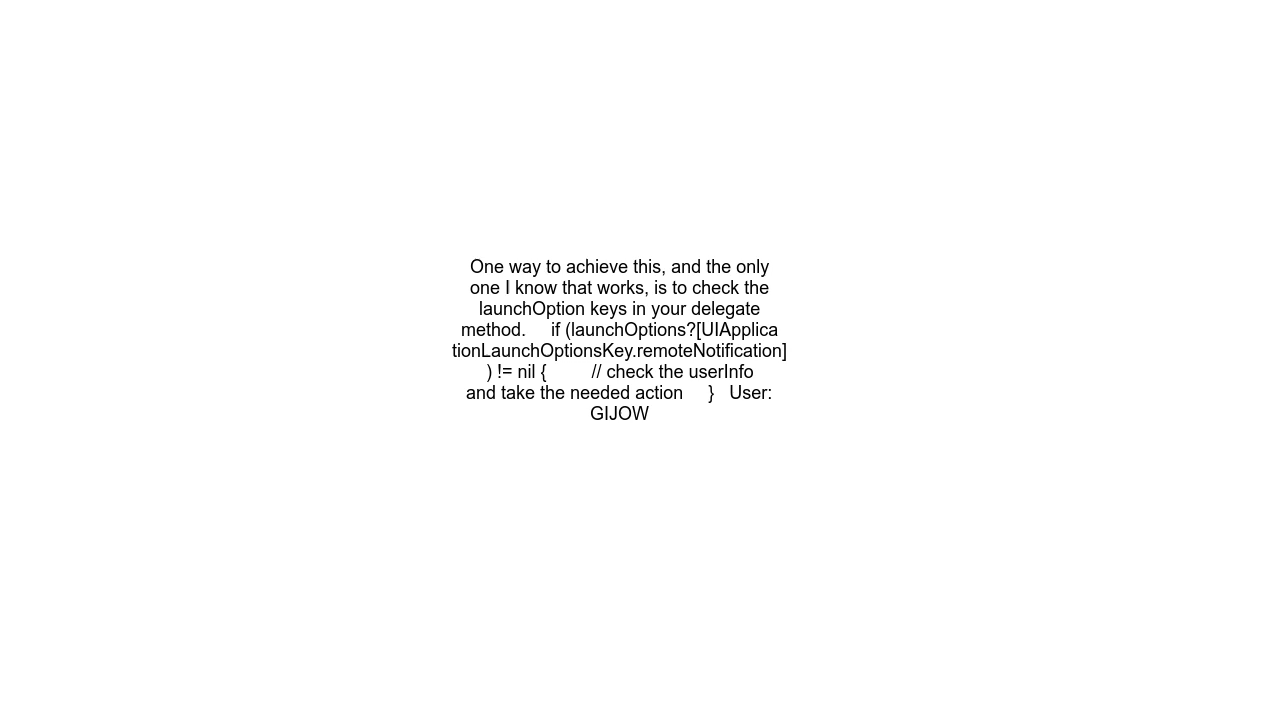 One way to achieve this, and the only
one I know that works, is to check the
launchOption keys in your delegate
method.     if (launchOptions?[UIApplica
tionLaunchOptionsKey.remoteNotification]
) != nil {         // check the userInfo
and take the needed action     }   User:
GIJOW